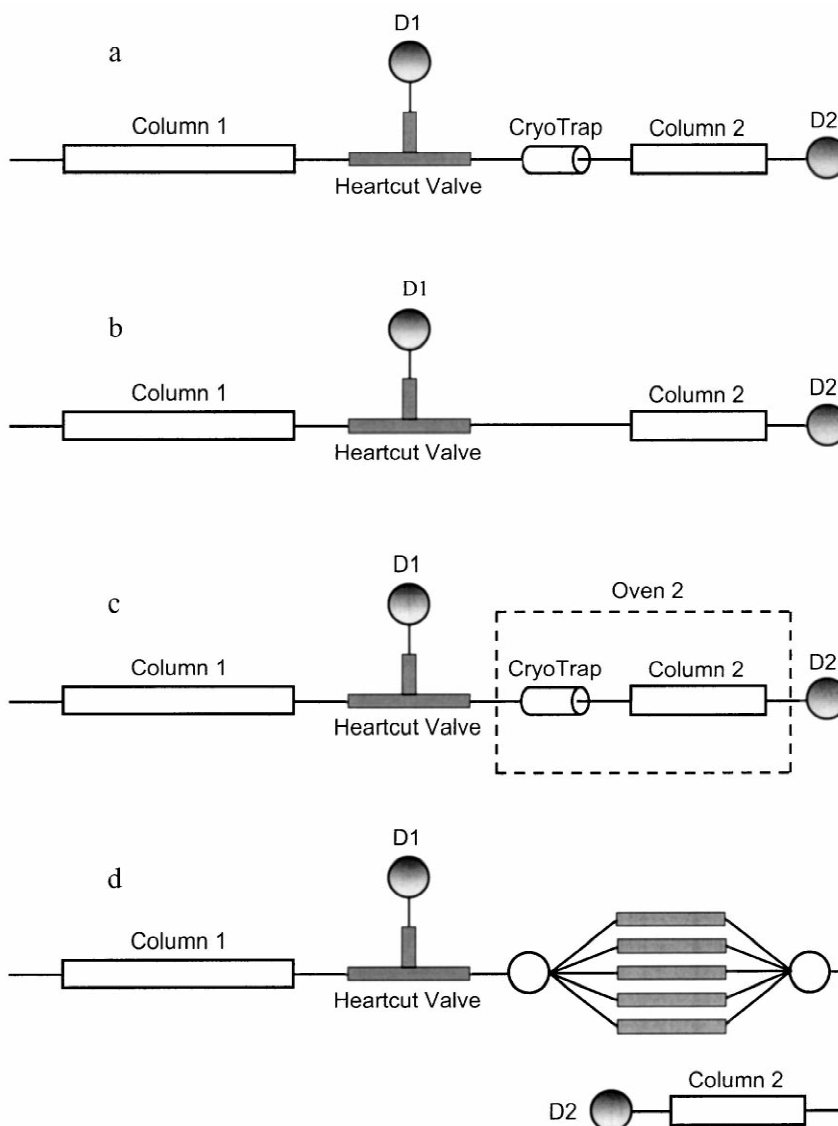 D1
a
Column 1
CryoTrap
Column 2
D2
Heartcut Valve
D1
b
Column 1
Column 2
D2
Heartcut Valve
D1
Oven 2
c
Column 1
CryoTrap
Column 2
D2
Heartcut Valve
D1
d
Column 1
Heartcut Valve
Column 2
D2